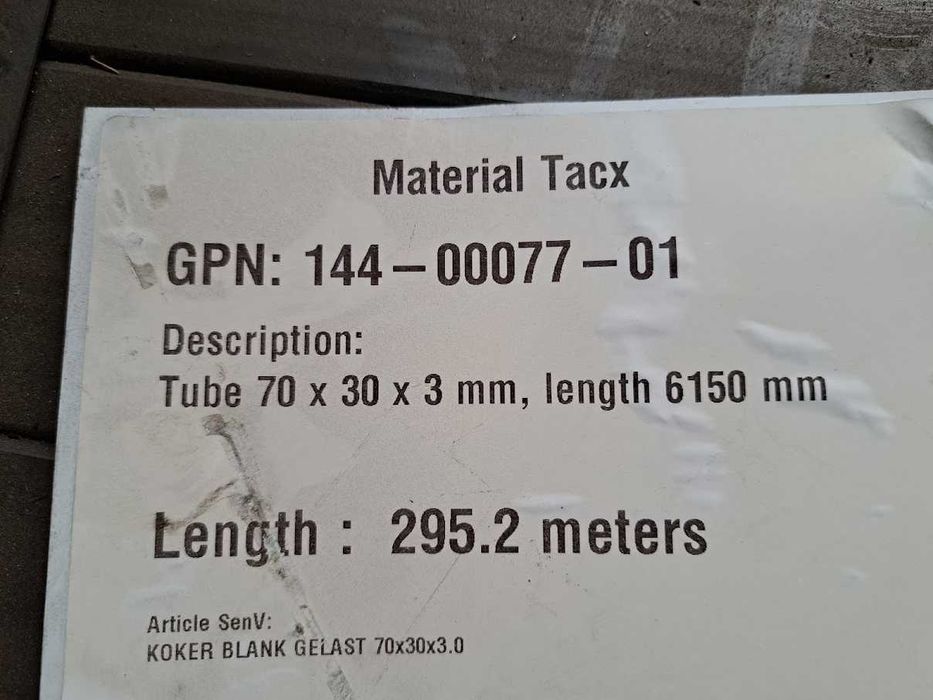 Material Tacx
GPN: 144-00077-01
Description:
Tube 70 x 30 x 3 mm, length 6150 mm
Length : 295.2 meters
Article SenV:
KOKER BLANK GELAST 70x30x3.0